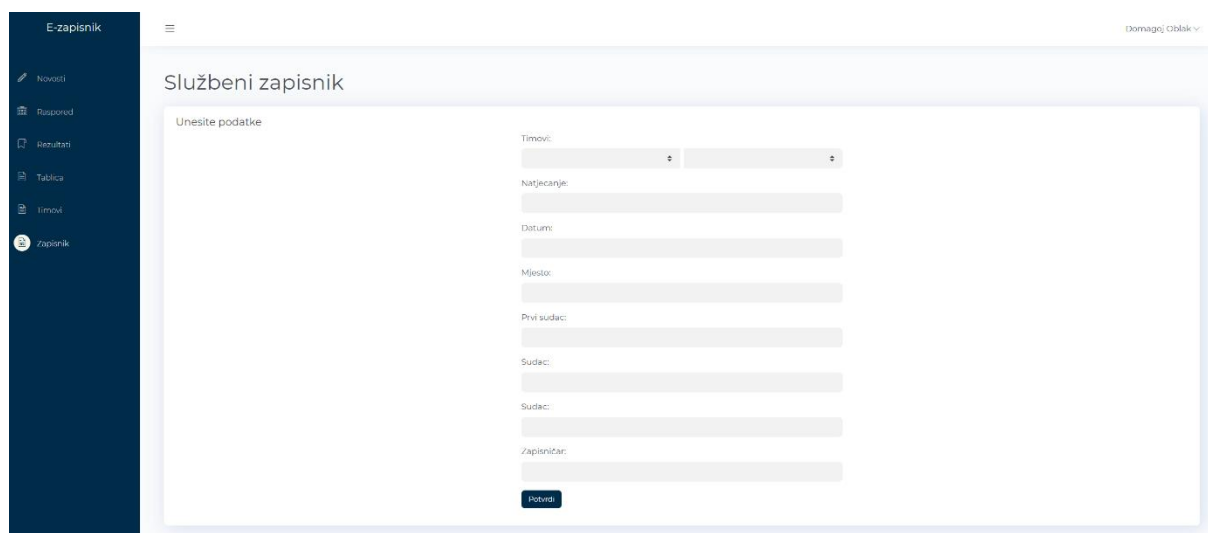 E-zapisnik
Domagoj Oblak
Novosti
Raspored
Rezultati
Tablica
Timovi
Zapisnik
Službeni zapisnik
Unesite podatke
Timovi:
Natjecanje:
Datum:
Mjesto:
Prvi sudac:
Sudac:
Sudac:
Zapisničar:
Potvrdi